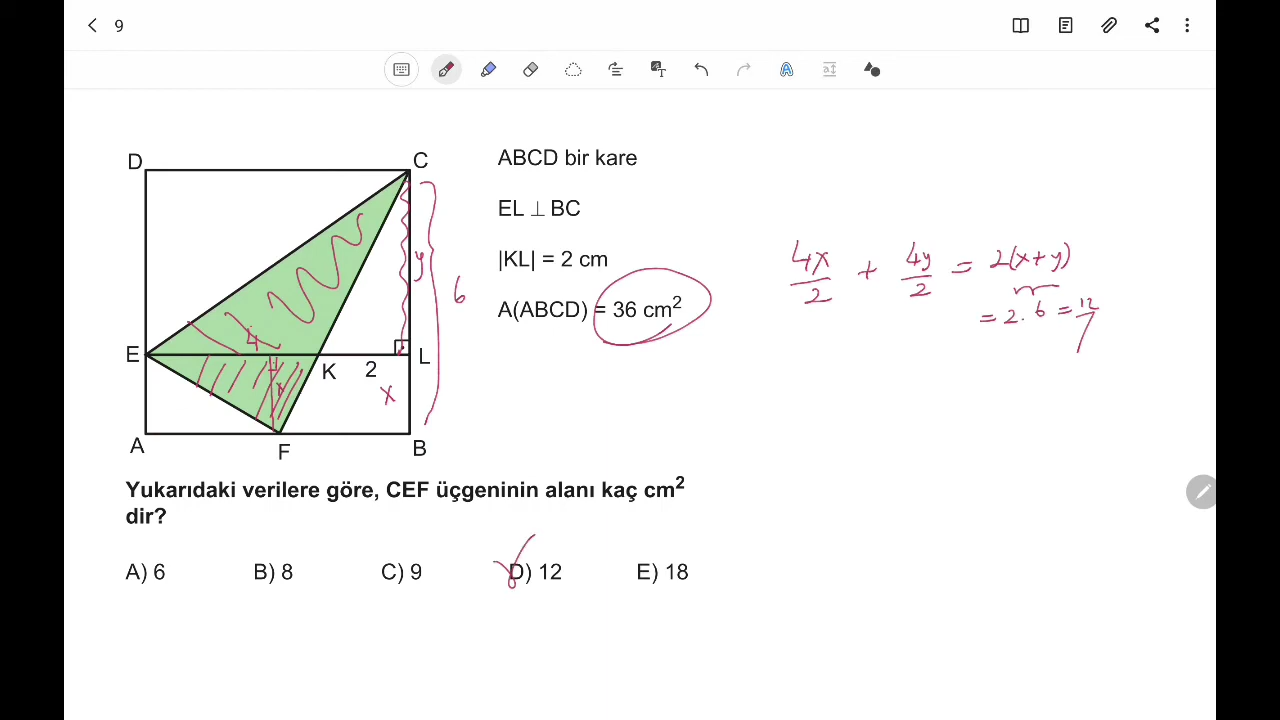 9
D
C
ABCD bir kare
EL ⊥ BC
|KL| = 2 cm
A(ABCD) = 36 cm²
y
6
4x/2 + 4y/2 = 2(x+y)
= 2.6 = 12
4
E
L
K
2
x
x
A
F
B
Yukarıdaki verilere göre, CEF üçgeninin alanı kaç cm²
dir?
A) 6
B) 8
C) 9
D) 12
E) 18